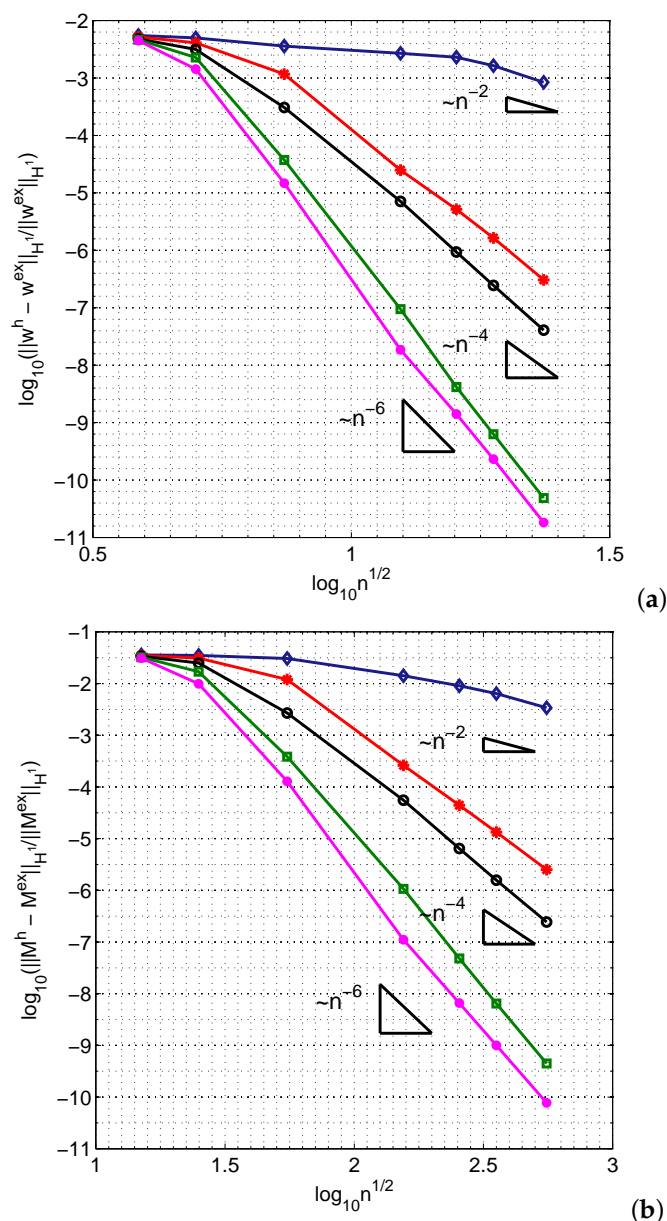 −2
−3
−4
−5
−6
−7
−8
−9
−10
−11
0.5
1
1.5
log₁₀n^{1/2}
log₁₀(||w^h − w^{ex}||_{H¹}/||w^{ex}||_{H¹})
~n^{−2}
~n^{−4}
~n^{−6}
(a)
−1
−2
−3
−4
−5
−6
−7
−8
−9
−10
−11
1
1.5
2
2.5
3
log₁₀n^{1/2}
log₁₀(||M^h − M^{ex}||_{H¹}/||M^{ex}||_{H¹})
~n^{−2}
~n^{−4}
~n^{−6}
(b)